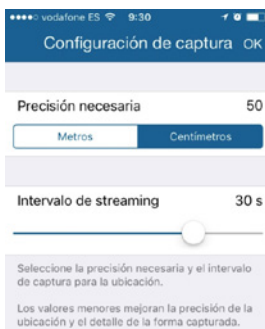 vodafone ES 9:30
Configuración de captura OK
Precisión necesaria 50
Metros Centímetros
Intervalo de streaming 30 s
Seleccione la precisión necesaria y el intervalo
de captura para la ubicación.
Los valores menores mejoran la precisión de la
ubicación y el detalle de la forma capturada.